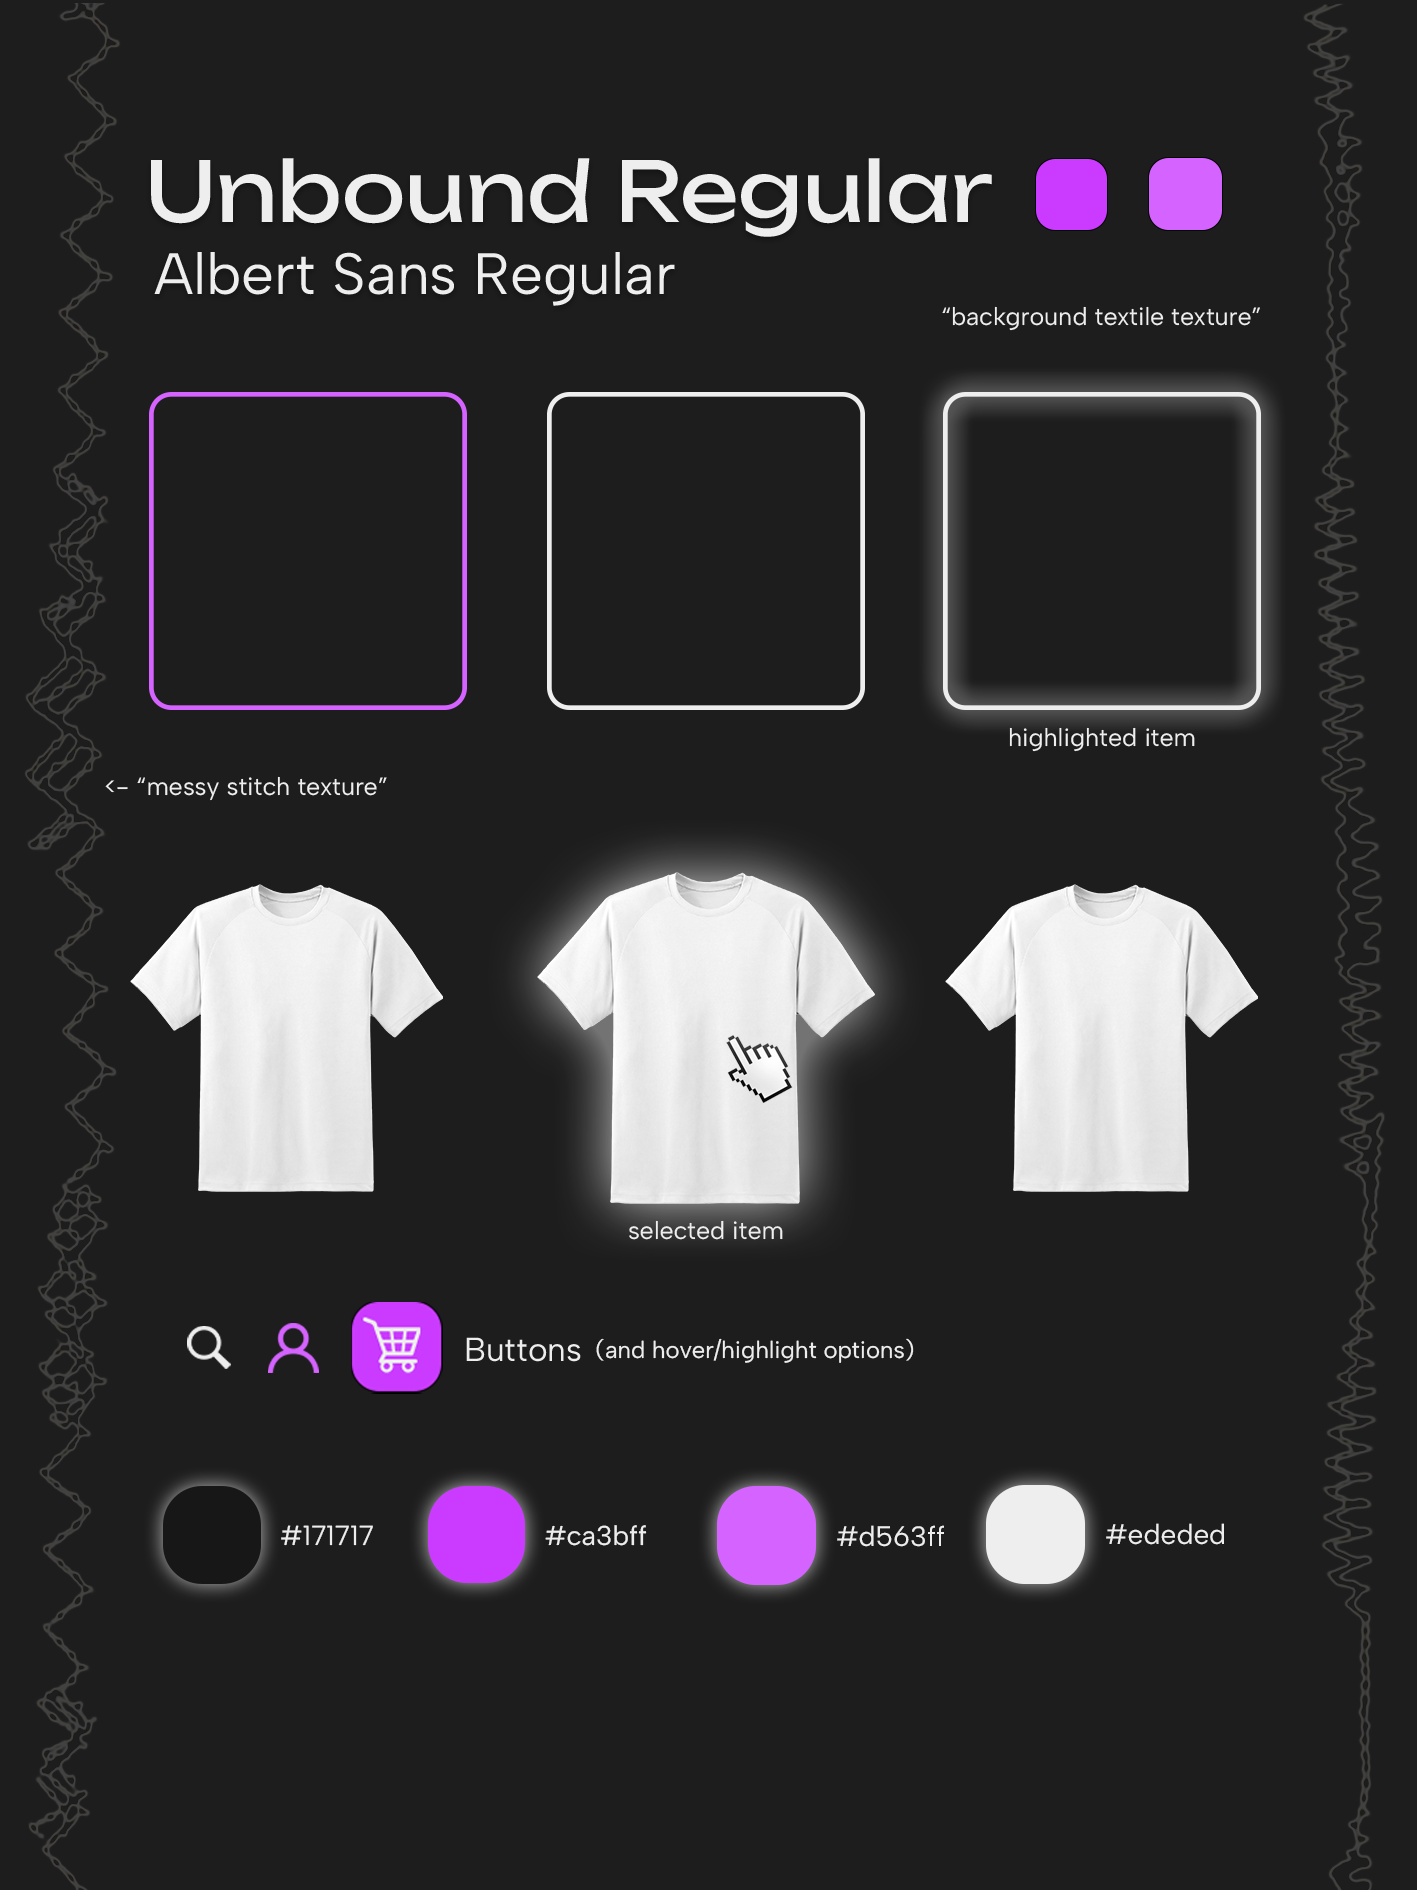 Unbound Regular
Albert Sans Regular
“background textile texture”
highlighted item
<- “messy stitch texture”
selected item
Buttons (and hover/highlight options)
#171717 #ca3bff #d563ff #ededed